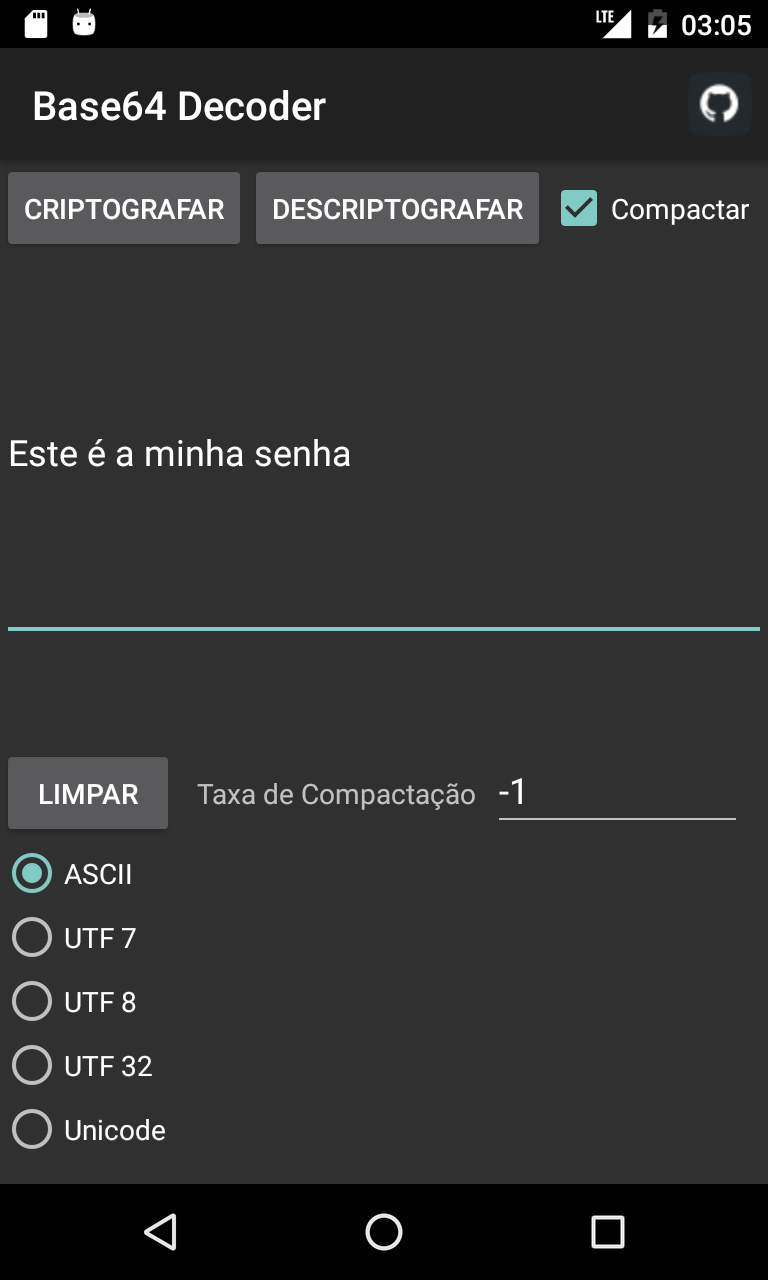 LTE 03:05
Base64 Decoder
CRIPTOGRAFAR DESCRIPTOGRAFAR Compactar
Este é a minha senha
LIMPAR Taxa de Compactação -1
ASCII
UTF 7
UTF 8
UTF 32
Unicode